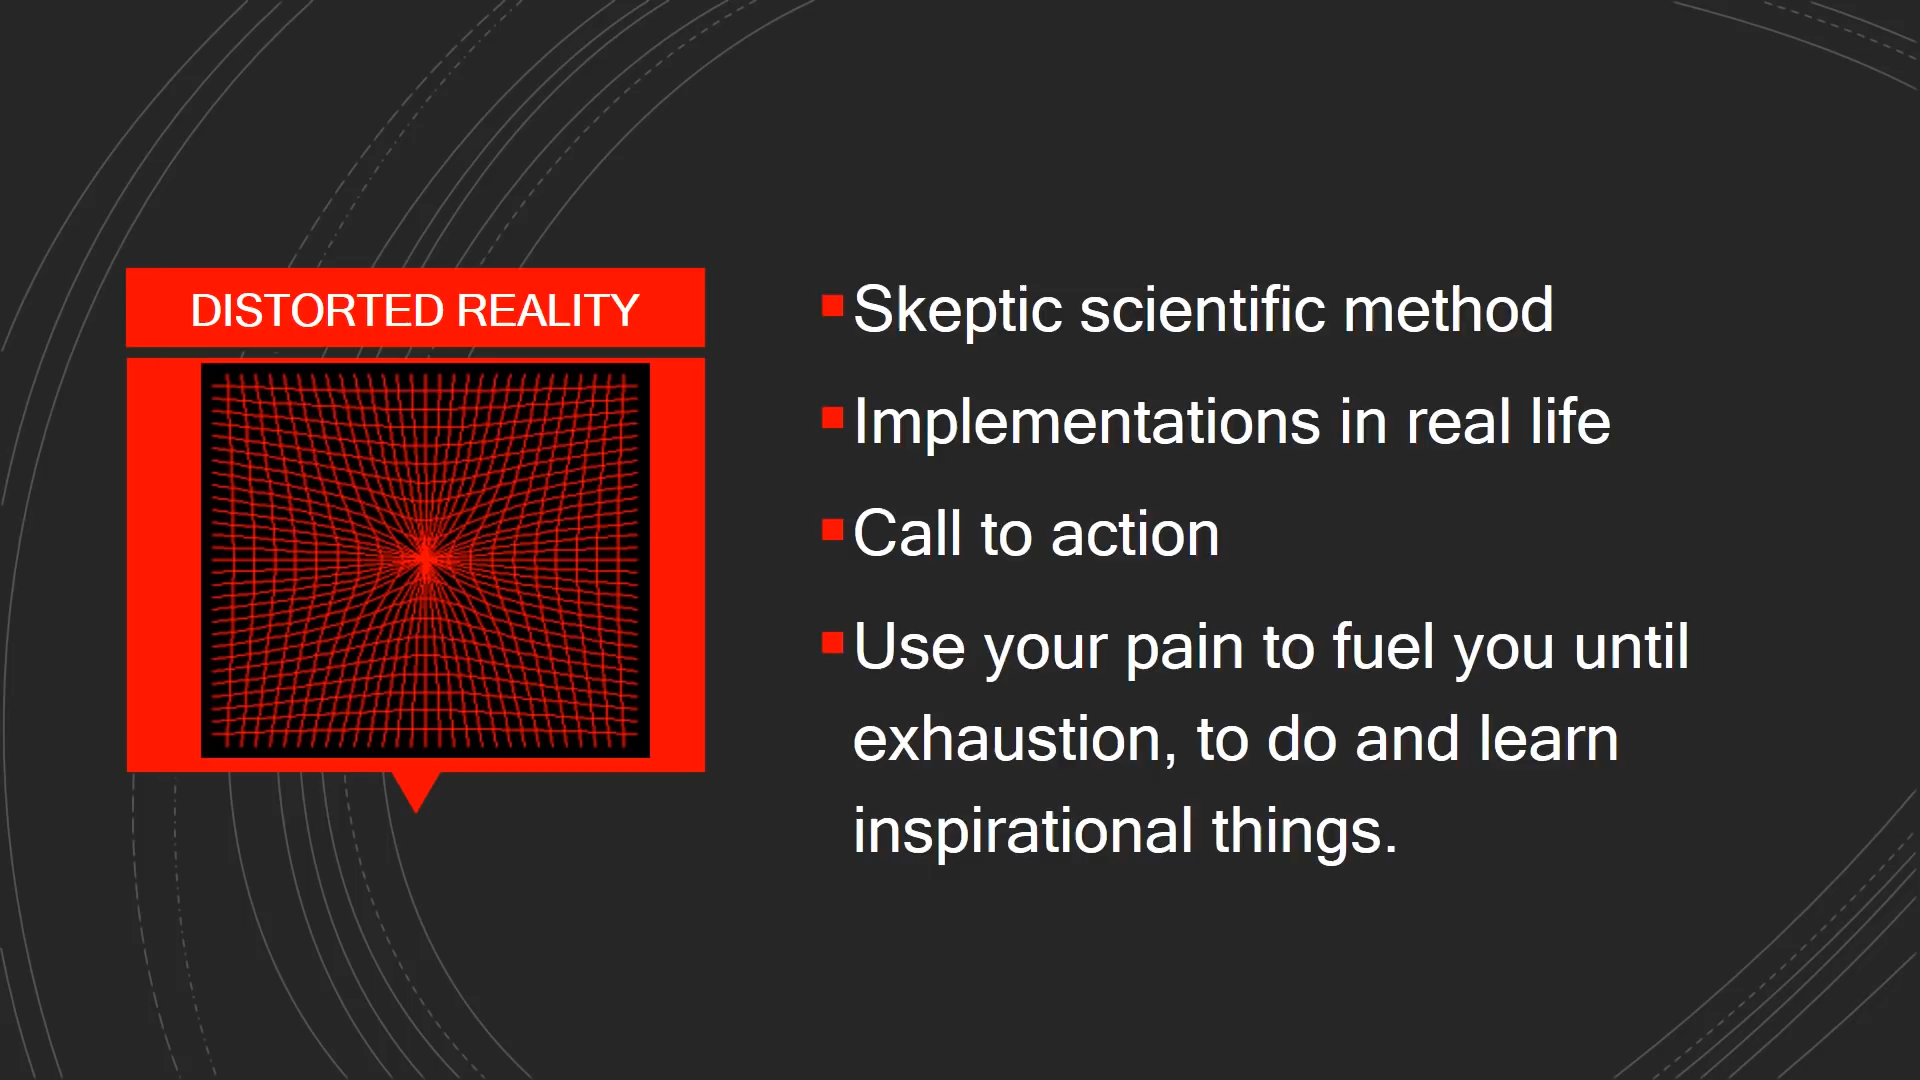 DISTORTED REALITY
Skeptic scientific method
Implementations in real life
Call to action
Use your pain to fuel you until
exhaustion, to do and learn
inspirational things.